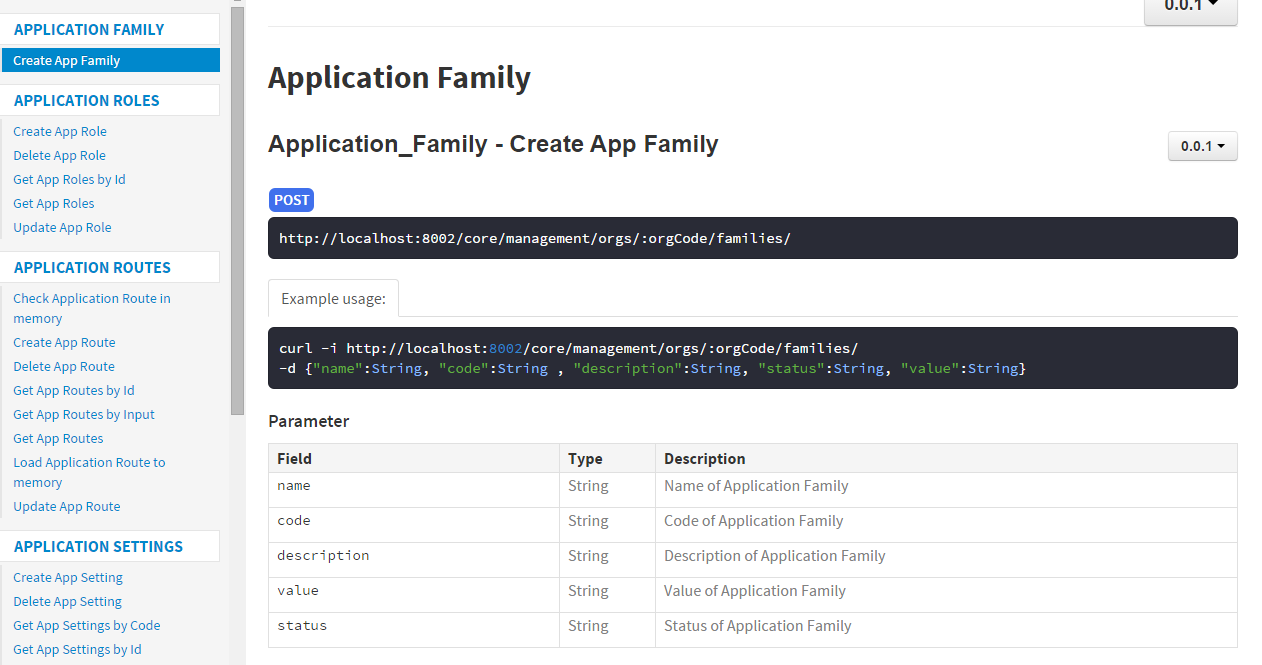 APPLICATION FAMILY
Create App Family
APPLICATION ROLES
Create App Role
Delete App Role
Get App Roles by Id
Get App Roles
Update App Role
APPLICATION ROUTES
Check Application Route in
memory
Create App Route
Delete App Route
Get App Routes by Id
Get App Routes by Input
Get App Routes
Load Application Route to
memory
Update App Route
APPLICATION SETTINGS
Create App Setting
Delete App Setting
Get App Settings by Code
Get App Settings by Id
0.0.1
Application Family
Application_Family - Create App Family
0.0.1
POST
http://localhost:8002/core/management/orgs/:orgCode/families/
Example usage:
curl -i http://localhost:8002/core/management/orgs/:orgCode/families/
-d {"name":String, "code":String , "description":String, "status":String, "value":String}
Parameter
Field Type Description
name String Name of Application Family
code String Code of Application Family
description String Description of Application Family
value String Value of Application Family
status String Status of Application Family